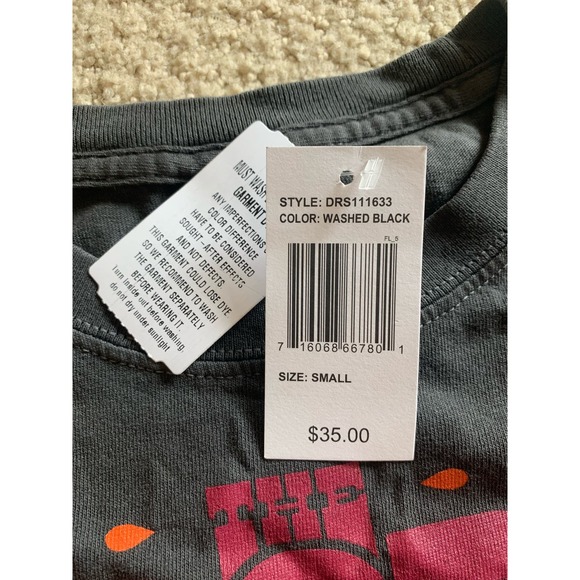 MUST WASH
GARMENT D
ANY IMPERFECTIONS
COLOR DIFFERENCE
HAVE TO BE CONSIDERED
SOUGHT-AFTER EFFECTS
AND NOT DEFECTS
THIS GARMENT COULD LOSE DYE
SO WE RECOMMEND TO WASH
THE GARMENT SEPARATELY
BEFORE WEARING IT.
Turn inside out before washing.
do not dry under sunlight.
STYLE: DRS111633
COLOR: WASHED BLACK
FL_5
7 16068 66780 1
SIZE: SMALL
$35.00
THE